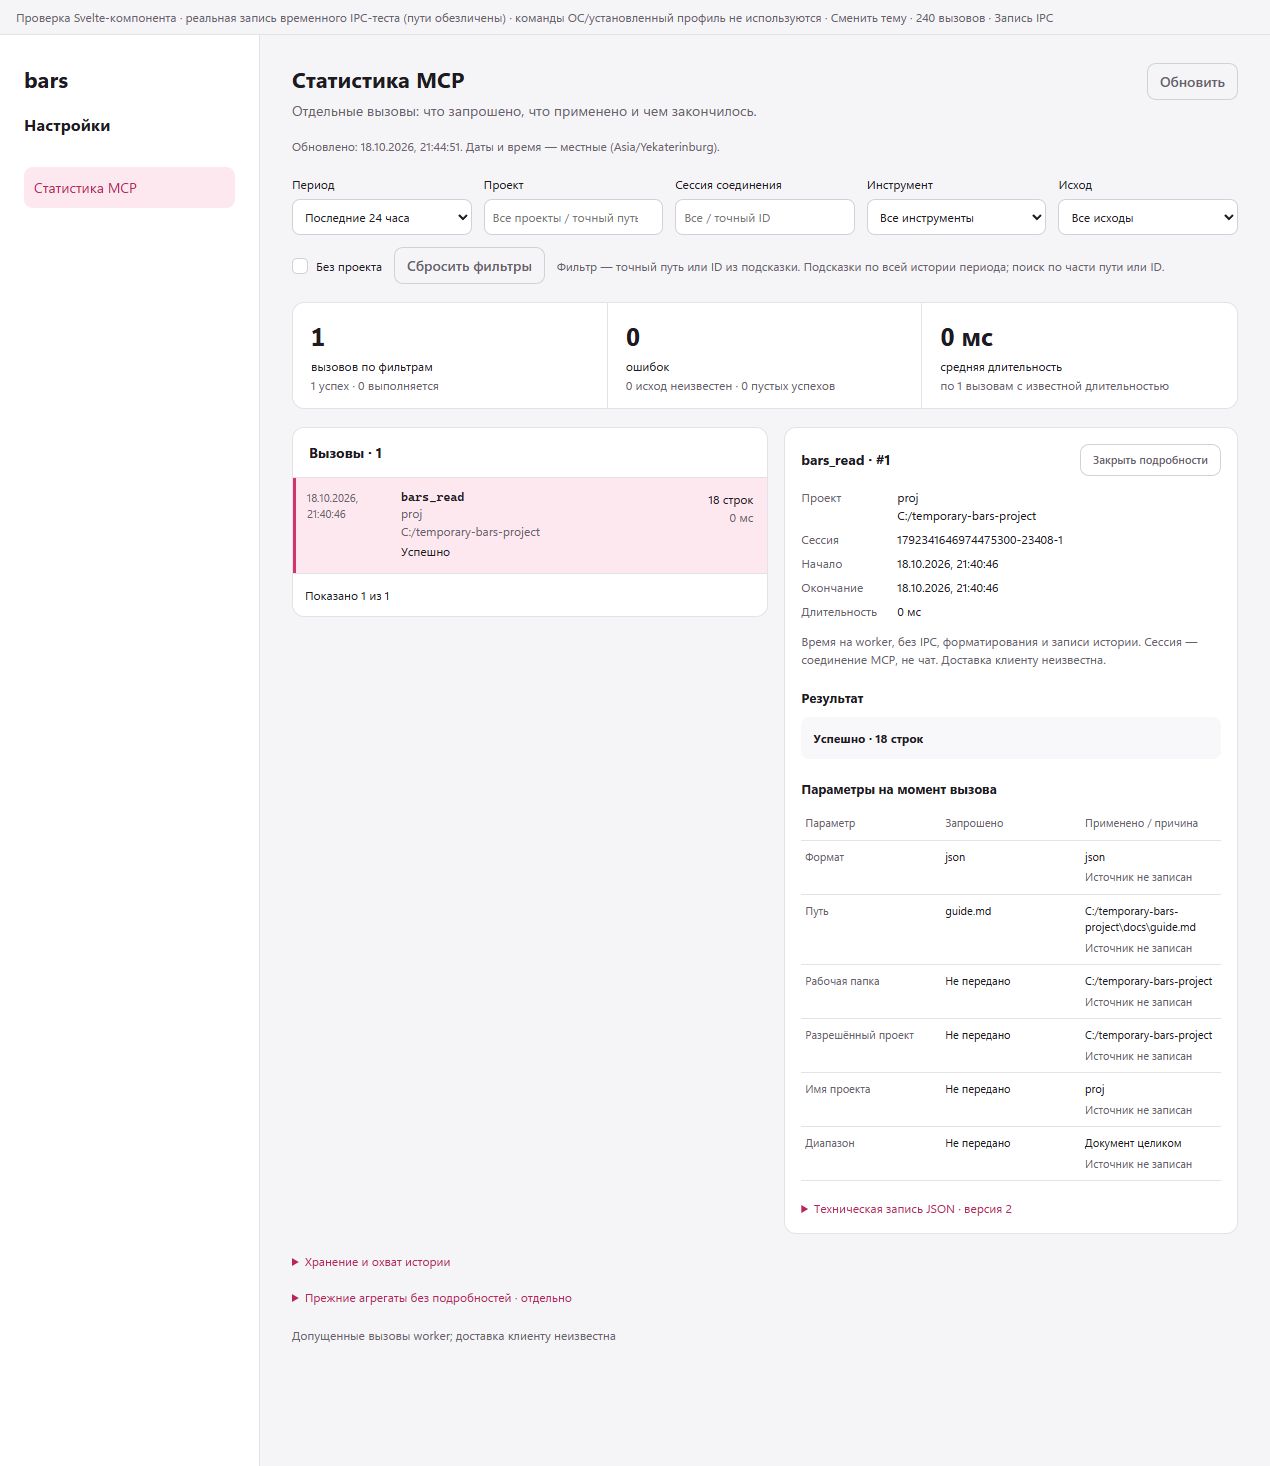 Проверка Svelte-компонента · реальная запись временного IPC-теста (пути обезличены) · команды ОС/установленный профиль не используются · Сменить тему · 240 вызовов · Запись IPC
bars
Настройки
Статистика MCP
Статистика MCP
Обновить
Отдельные вызовы: что запрошено, что применено и чем закончилось.
Обновлено: 18.10.2026, 21:44:51. Даты и время — местные (Asia/Yekaterinburg).
Период
Проект
Сессия соединения
Инструмент
Исход
Последние 24 часа
Все проекты / точный путь
Все / точный ID
Все инструменты
Все исходы
Без проекта
Сбросить фильтры
Фильтр — точный путь или ID из подсказки. Подсказки по всей истории периода; поиск по части пути или ID.
1
вызовов по фильтрам
1 успех · 0 выполняется
0
ошибок
0 исход неизвестен · 0 пустых успехов
0 мс
средняя длительность
по 1 вызовам с известной длительностью
Вызовы · 1
18.10.2026,
21:40:46
bars_read
proj
C:/temporary-bars-project
Успешно
18 строк
0 мс
Показано 1 из 1
bars_read · #1
Закрыть подробности
Проект
proj
C:/temporary-bars-project
Сессия
1792341646974475300-23408-1
Начало
18.10.2026, 21:40:46
Окончание
18.10.2026, 21:40:46
Длительность
0 мс
Время на worker, без IPC, форматирования и записи истории. Сессия —
соединение MCP, не чат. Доставка клиенту неизвестна.
Результат
Успешно · 18 строк
Параметры на момент вызова
Параметр
Запрошено
Применено / причина
Формат
json
json
Источник не записан
Путь
guide.md
C:/temporary-bars-
project\docs\guide.md
Источник не записан
Рабочая папка
Не передано
C:/temporary-bars-project
Источник не записан
Разрешённый проект
Не передано
C:/temporary-bars-project
Источник не записан
Имя проекта
Не передано
proj
Источник не записан
Диапазон
Не передано
Документ целиком
Источник не записан
Техническая запись JSON · версия 2
Хранение и охват истории
Прежние агрегаты без подробностей · отдельно
Допущенные вызовы worker; доставка клиенту неизвестна